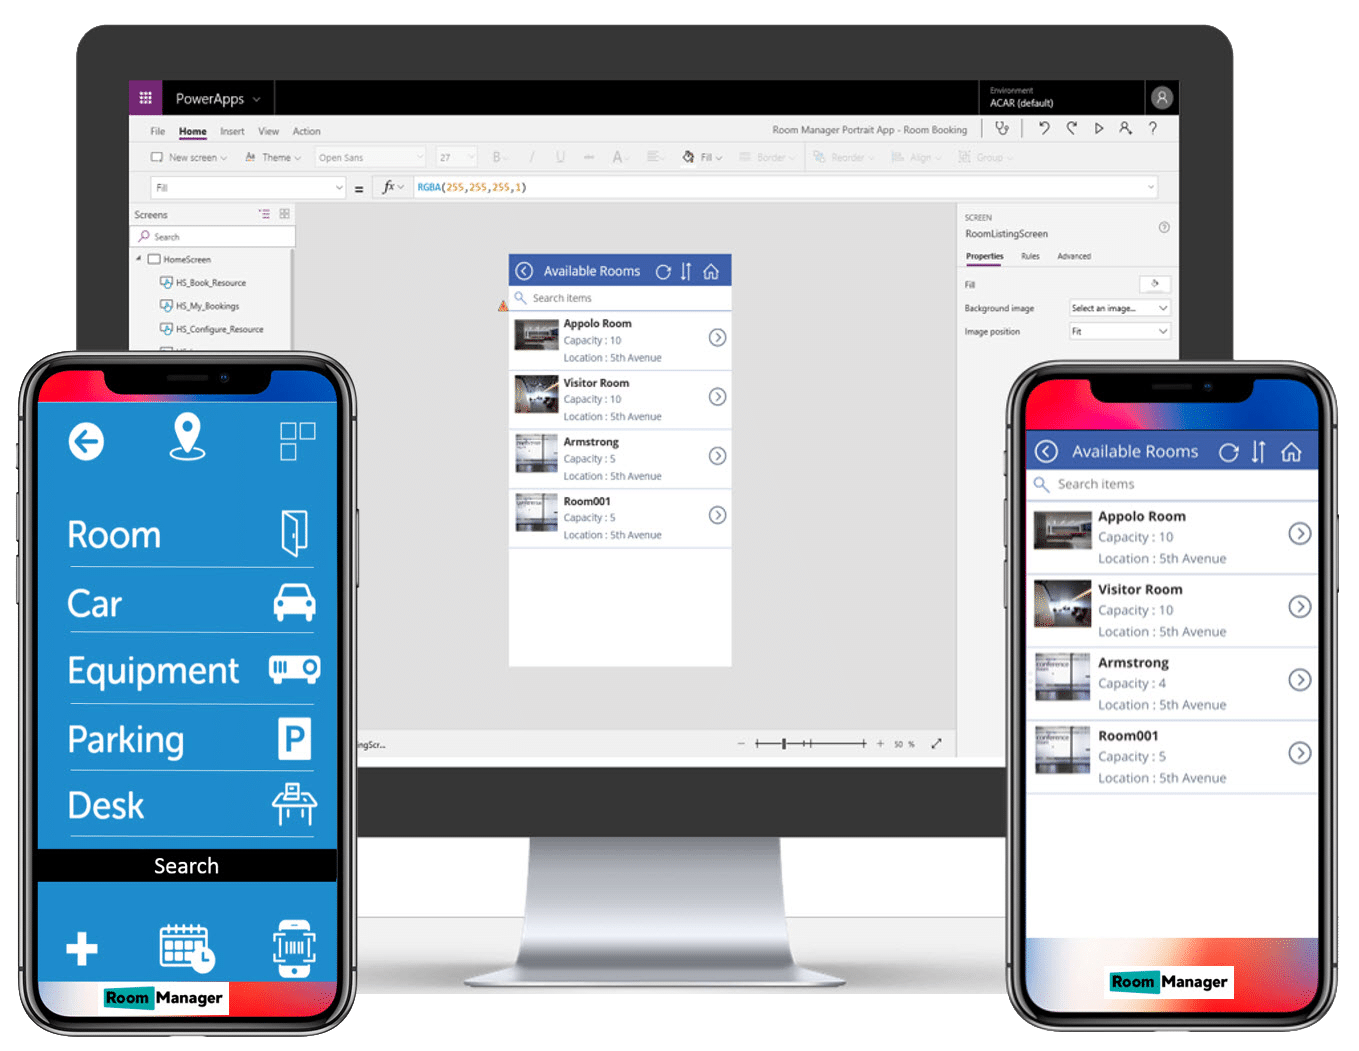 PowerApps
Environment
ACAR (default)
File Home Insert View Action
Room Manager Portrait App - Room Booking
?
New screen Theme Open Sans 27 B / U abc A Fill Border Reorder Align Group
Fill = fx RGBA(255,255,255,1)
Screens
Search
HomeScreen
HS_Book_Resource
HS_My_Bookings
HS_Configure_Resource
Available Rooms
Search items
Appolo Room
Capacity : 10
Location : 5th Avenue
Visitor Room
Capacity : 10
Location : 5th Avenue
Armstrong
Capacity : 5
Location : 5th Avenue
Room001
Capacity : 5
Location : 5th Avenue
SCREEN
RoomListingScreen
Properties Rules Advanced
Fill
Background image Select an image...
Image position Fit
ngScr...
50 %
Room
Car
Equipment
Parking P
Desk
Search
Room Manager
Available Rooms
Search items
Appolo Room
Capacity : 10
Location : 5th Avenue
Visitor Room
Capacity : 10
Location : 5th Avenue
conference
room
Armstrong
Capacity : 4
Location : 5th Avenue
conference
room
Room001
Capacity : 5
Location : 5th Avenue
Room Manager